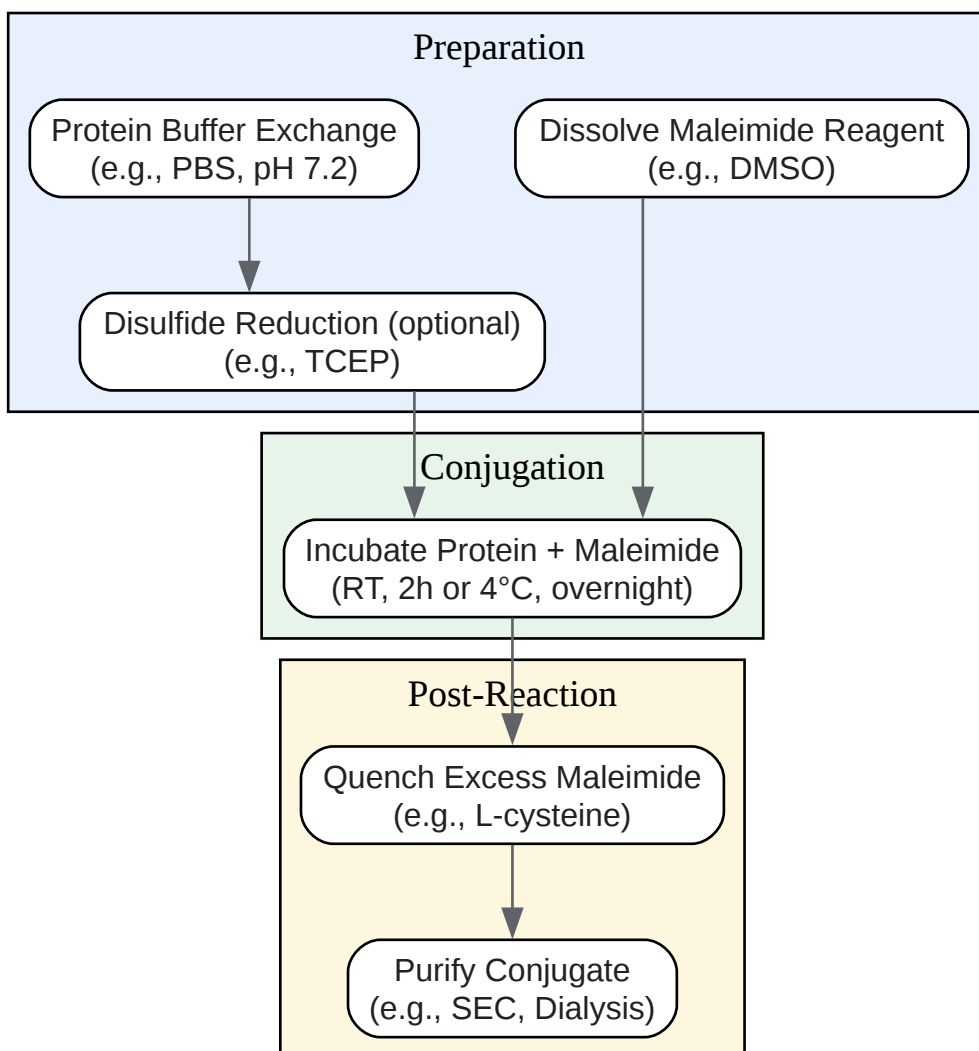 Preparation
Protein Buffer Exchange
(e.g., PBS, pH 7.2)
Dissolve Maleimide Reagent
(e.g., DMSO)
Disulfide Reduction (optional)
(e.g., TCEP)
Conjugation
Incubate Protein + Maleimide
(RT, 2h or 4°C, overnight)
Post-Reaction
Quench Excess Maleimide
(e.g., L-cysteine)
Purify Conjugate
(e.g., SEC, Dialysis)